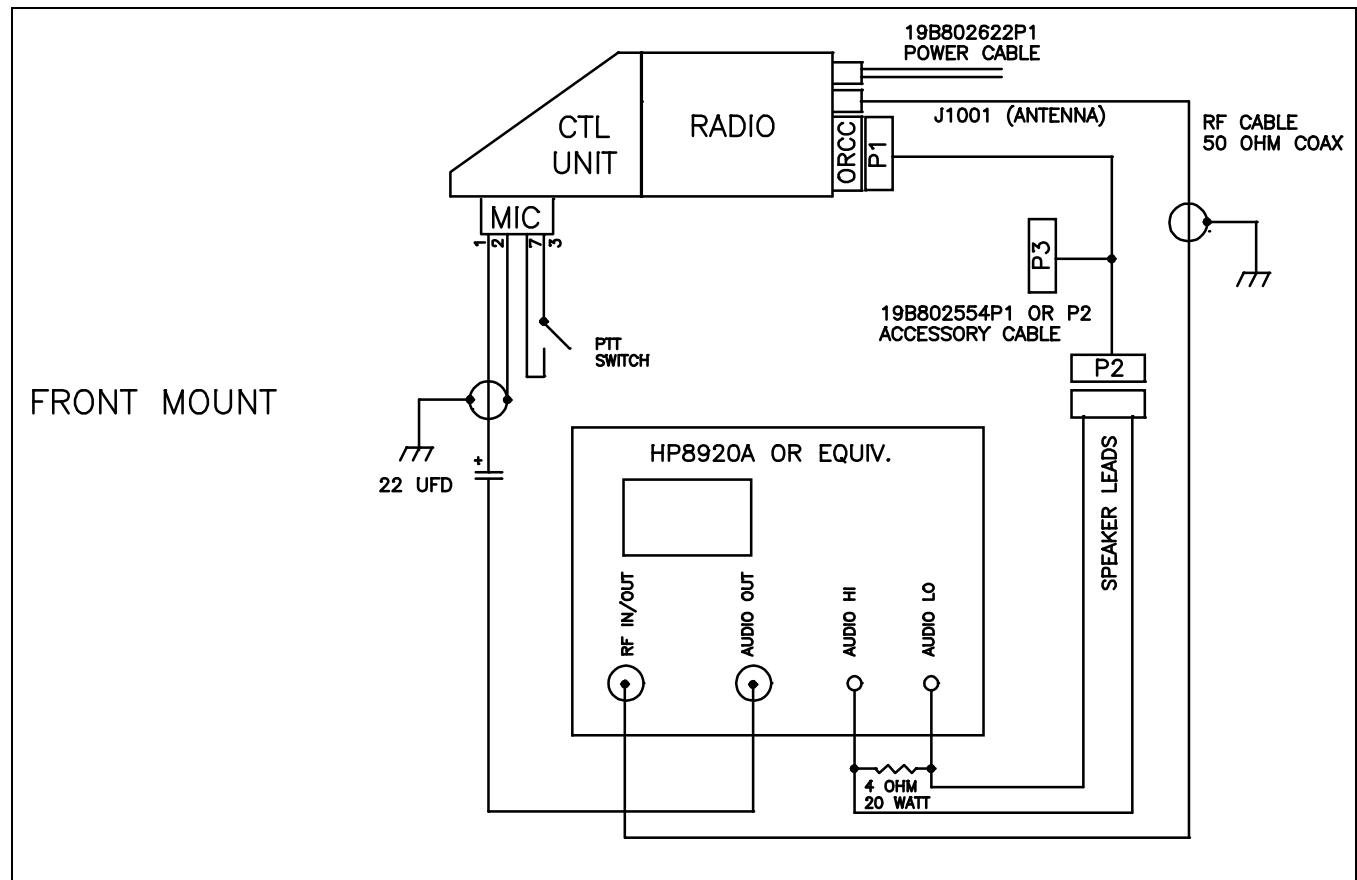 19B802622P1
POWER CABLE
CTL
UNIT
RADIO
J1001 (ANTENNA)
RF CABLE
50 OHM COAX
ORCC
P1
MIC
1
2
7
3
P3
19B802554P1 OR P2
ACCESSORY CABLE
PTT
SWITCH
P2
FRONT MOUNT
+
22 UFD
HP8920A OR EQUIV.
SPEAKER LEADS
RF IN/OUT
AUDIO OUT
AUDIO HI
AUDIO LO
4 OHM
20 WATT